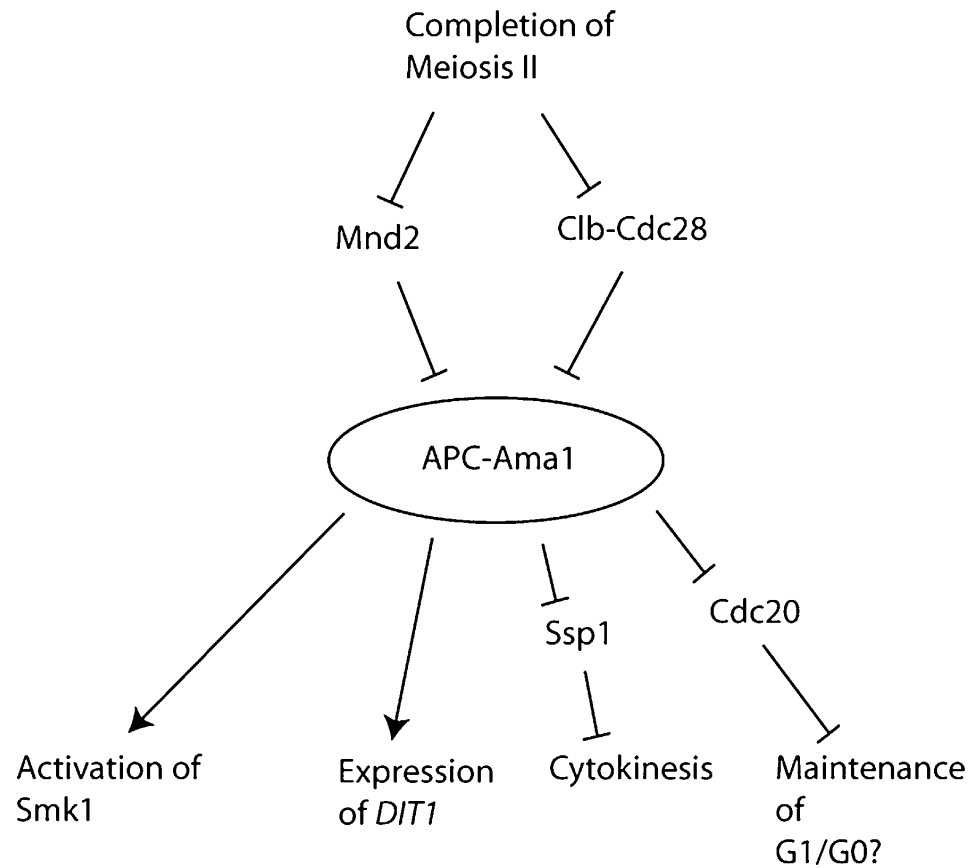 Completion of
Meiosis II
Mnd2
Clb-Cdc28
APC-Ama1
Cdc20
Ssp1
Activation of
Smk1
Expression
of DIT1
Cytokinesis
Maintenance
of
G1/G0?